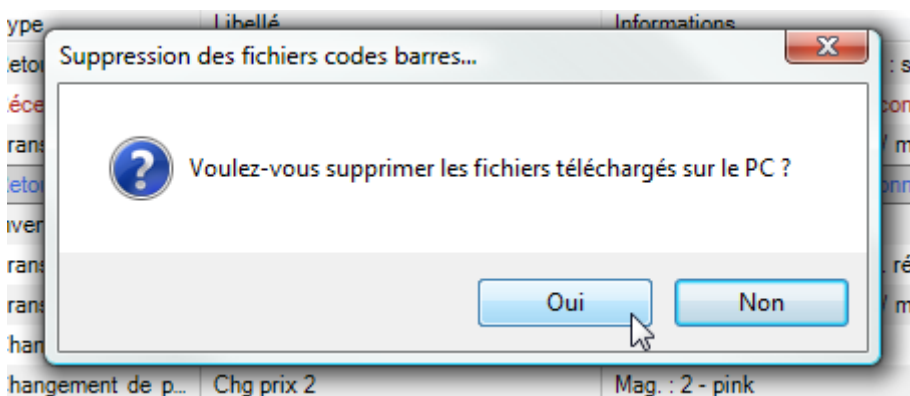 Libellé Informations
Suppression des fichiers codes barres...
Voulez-vous supprimer les fichiers téléchargés sur le PC ?
Oui Non
hangement de p... Chg prix 2 Mag. : 2 - pink